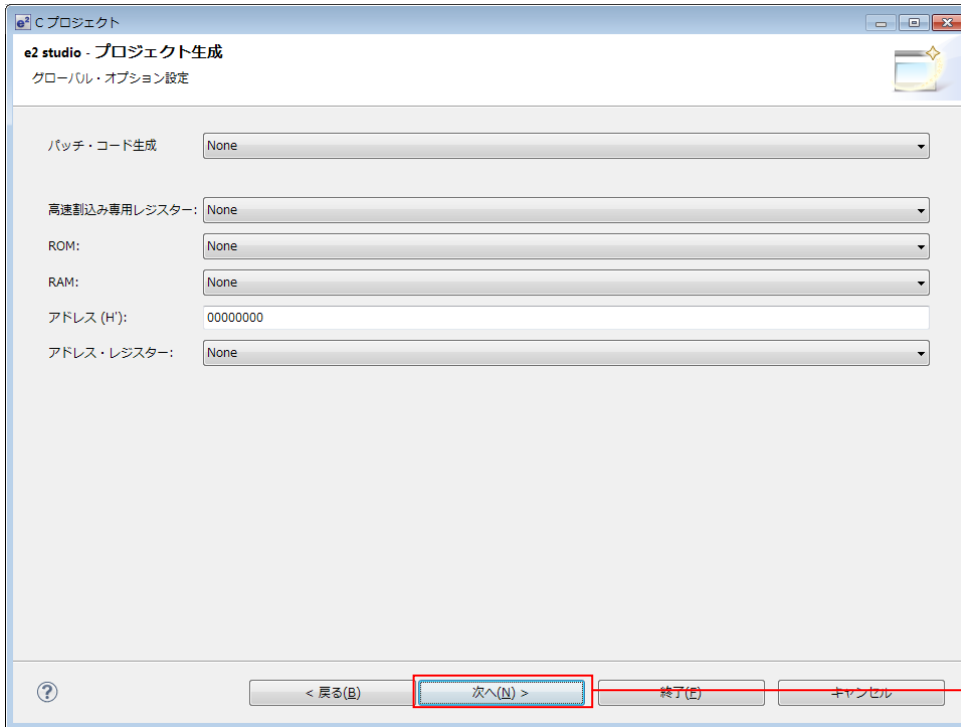 e² C プロジェクト
e2 studio - プロジェクト生成
グローバル・オプション設定
パッチ・コード生成 None
高速割込み専用レジスター: None
ROM: None
RAM: None
アドレス (H'): 00000000
アドレス・レジスター: None
? < 戻る(B) 次へ(N) > 終了(F) キャンセル